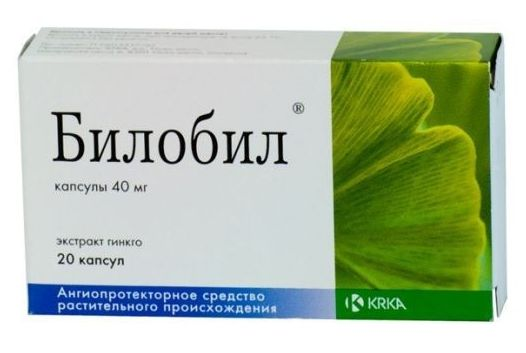 Билобил®
капсулы 40 мг
экстракт гинкго
20 капсул
Ангиопротекторное средство
растительного происхождения
KRKA